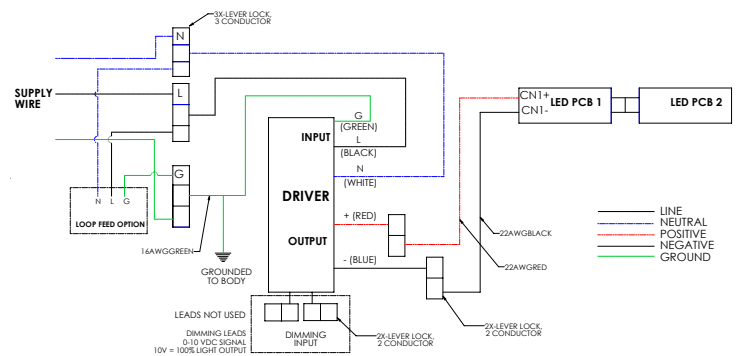 3X-LEVER LOCK,
3 CONDUCTOR
N
SUPPLY
WIRE
L
G
N L G
LOOP FEED OPTION
16AWGGREEN
GROUNDED
TO BODY
INPUT
DRIVER
OUTPUT
G
(GREEN)
L
(BLACK)
N
(WHITE)
+ (RED)
- (BLUE)
CN1+
CN1-
LED PCB 1
LED PCB 2
22AWGBLACK
22AWGRED
LINE
NEUTRAL
POSITIVE
NEGATIVE
GROUND
LEADS NOT USED
DIMMING LEADS
0-10 VDC SIGNAL
10V = 100% LIGHT OUTPUT
DIMMING
INPUT
2X-LEVER LOCK,
2 CONDUCTOR
2X-LEVER LOCK,
2 CONDUCTOR